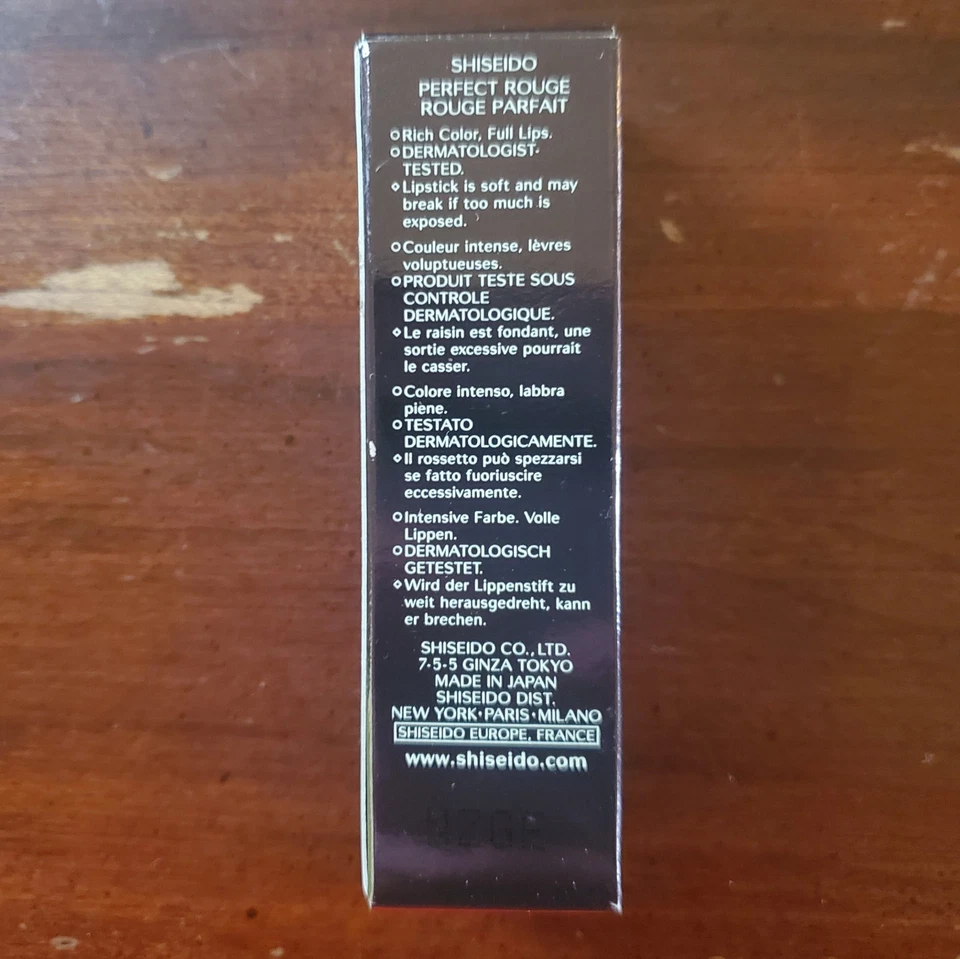 SHISEIDO
PERFECT ROUGE
ROUGE PARFAIT
Rich Color, Full Lips.
DERMATOLOGIST-
TESTED.
Lipstick is soft and may
break if too much is
exposed.
Couleur intense, lèvres
voluptueuses.
PRODUIT TESTE SOUS
CONTROLE
DERMATOLOGIQUE.
Le raisin est fondant, une
sortie excessive pourrait
le casser.
Colore intenso, labbra
piene.
TESTATO
DERMATOLOGICAMENTE.
Il rossetto può spezzarsi
se fatto fuoriuscire
eccessivamente.
Intensive Farbe. Volle
Lippen.
DERMATOLOGISCH
GETESTET.
Wird der Lippenstift zu
weit herausgedreht, kann
er brechen.
SHISEIDO CO., LTD.
7-5-5 GINZA TOKYO
MADE IN JAPAN
SHISEIDO DIST.
NEW YORK·PARIS·MILANO
SHISEIDO EUROPE, FRANCE
www.shiseido.com